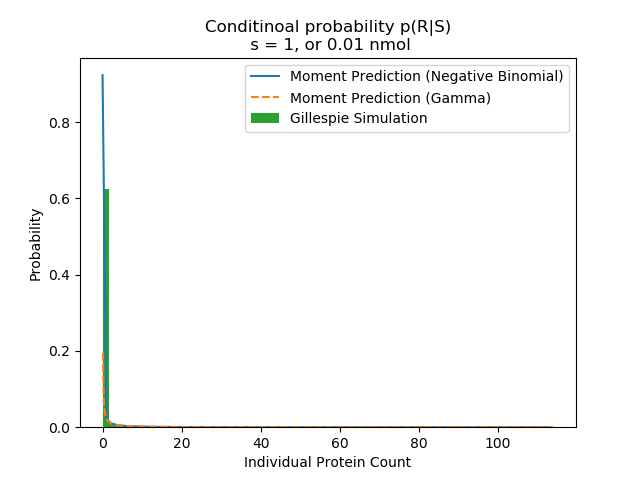 Conditinoal probability p(R|S)
s = 1, or 0.01 nmol
Moment Prediction (Negative Binomial)
Moment Prediction (Gamma)
Gillespie Simulation
Probability
0.8
0.6
0.4
0.2
0.0
0 20 40 60 80 100
Individual Protein Count